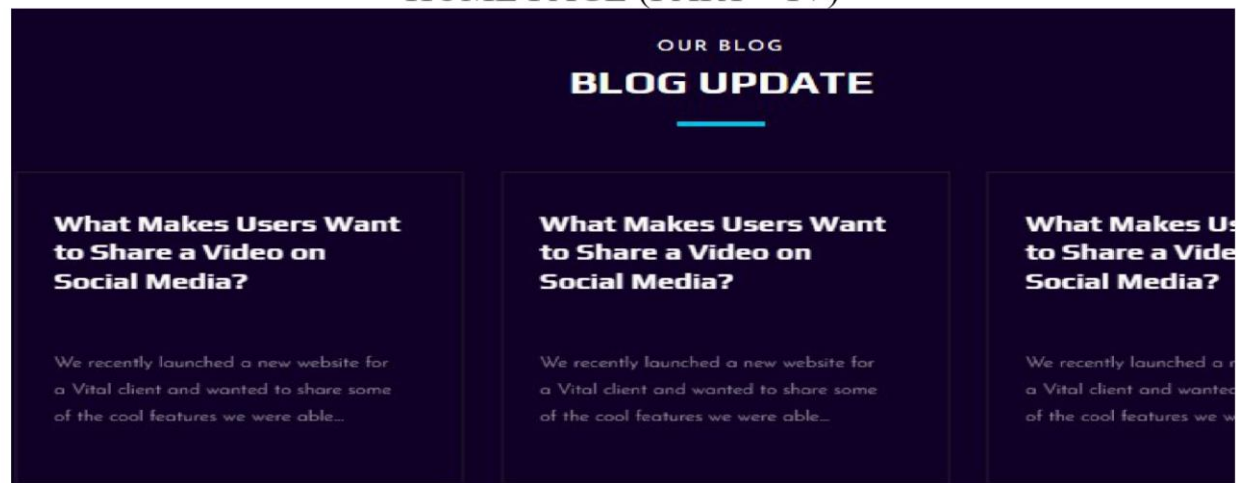 OUR BLOG
BLOG UPDATE
What Makes Users Want
to Share a Video on
Social Media?
We recently launched a new website for
a Vital client and wanted to share some
of the cool features we were able...
What Makes Users Want
to Share a Video on
Social Media?
We recently launched a new website for
a Vital client and wanted to share some
of the cool features we were able...
What Makes
to Share a
Social Media?
We recently launched a
a Vital client and
of the cool features we